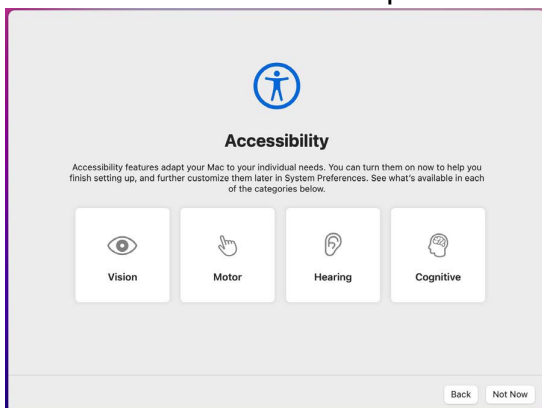 Accessibility
Accessibility features adapt your Mac to your individual needs. You can turn them on now to help you
finish setting up, and further customize them later in System Preferences. See what's available in each
of the categories below.
Vision
Motor
Hearing
Cognitive
Back
Not Now